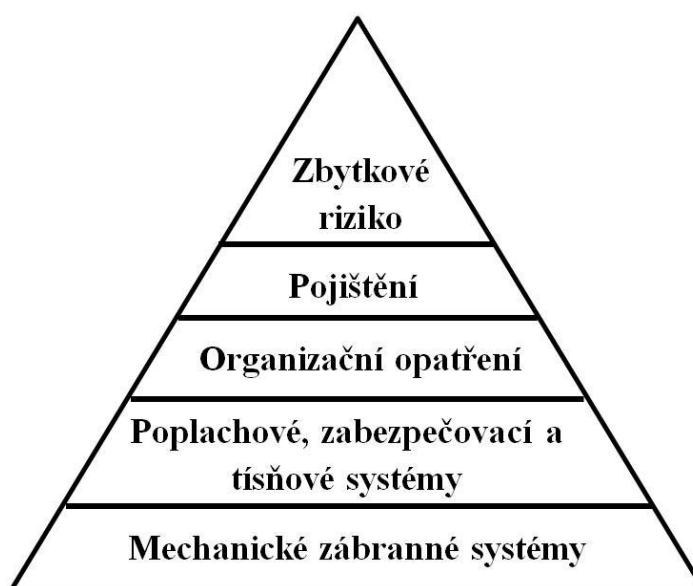 Zbytkové
riziko
Pojištění
Organizační opatření
Poplachové, zabezpečovací a
tísňové systémy
Mechanické zábranné systémy